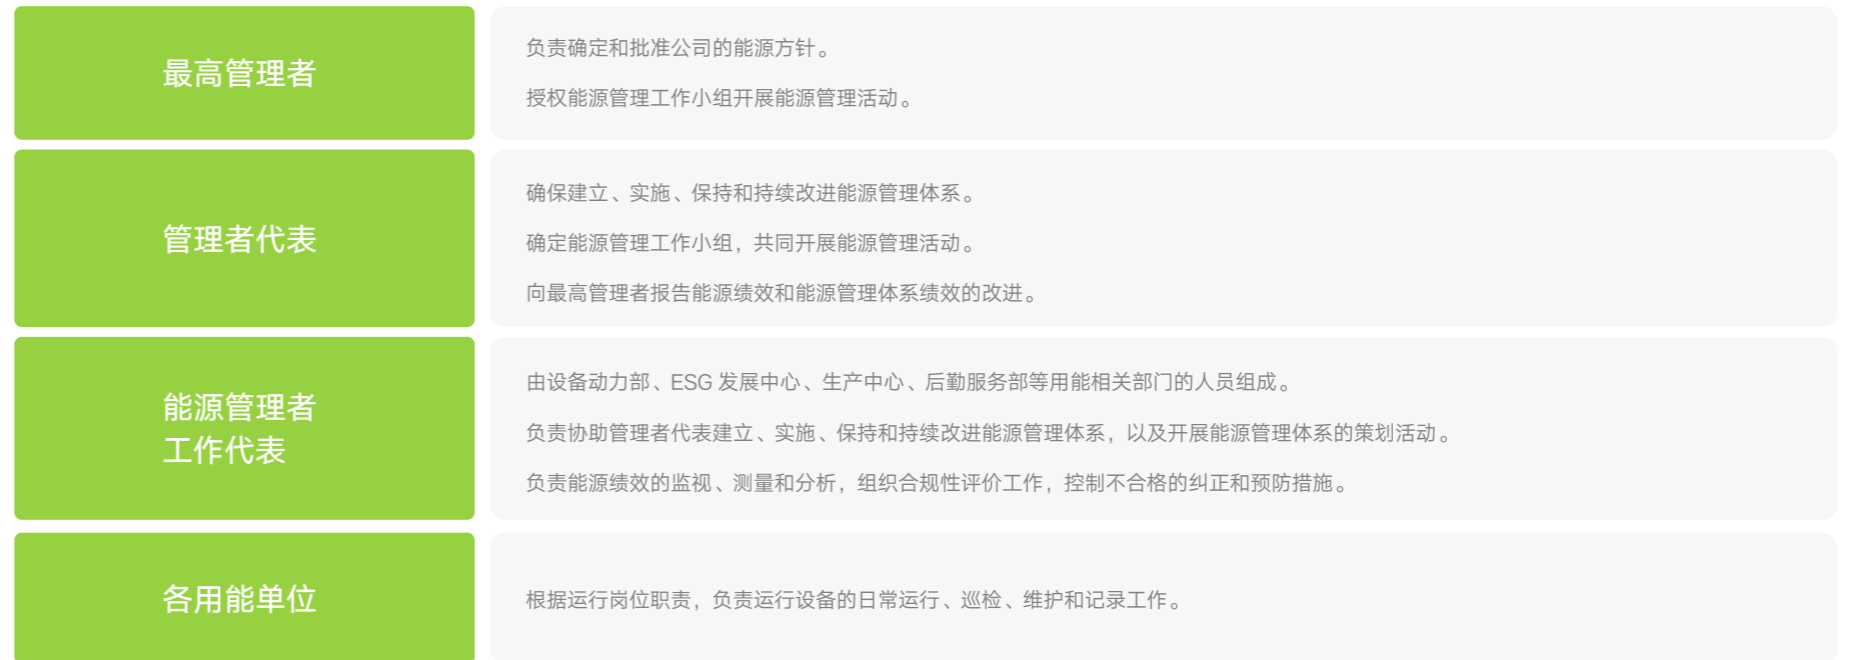 最高管理者
负责确定和批准公司的能源方针。
授权能源管理工作小组开展能源管理活动。
管理者代表
确保建立、实施、保持和持续改进能源管理体系。
确定能源管理工作小组，共同开展能源管理活动。
向最高管理者报告能源绩效和能源管理体系绩效的改进。
能源管理者
工作代表
由设备动力部、ESG 发展中心、生产中心、后勤服务部等用能相关部门的人员组成。
负责协助管理者代表建立、实施、保持和持续改进能源管理体系，以及开展能源管理体系的策划活动。
负责能源绩效的监视、测量和分析，组织合规性评价工作，控制不合格的纠正和预防措施。
各用能单位
根据运行岗位职责，负责运行设备的日常运行、巡检、维护和记录工作。